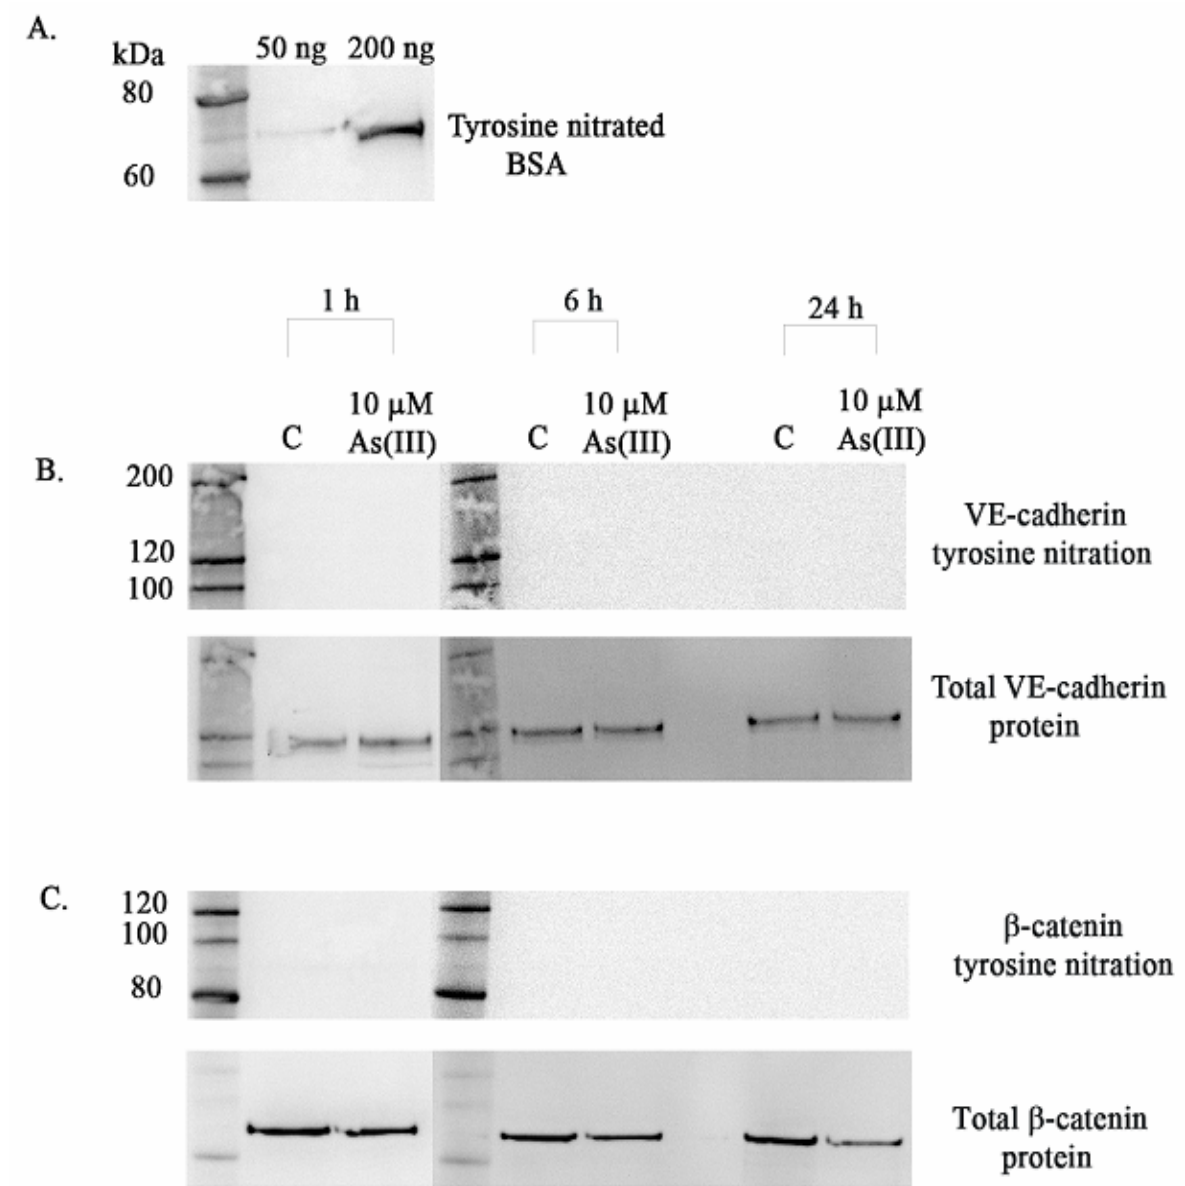 A.
kDa
50 ng 200 ng
80
Tyrosine nitrated
BSA
60
1 h 6 h 24 h
10 μM 10 μM 10 μM
C As(III) C As(III) C As(III)
B.
200
120
100
VE-cadherin
tyrosine nitration
Total VE-cadherin
protein
C.
120
100
80
β-catenin
tyrosine nitration
Total β-catenin
protein